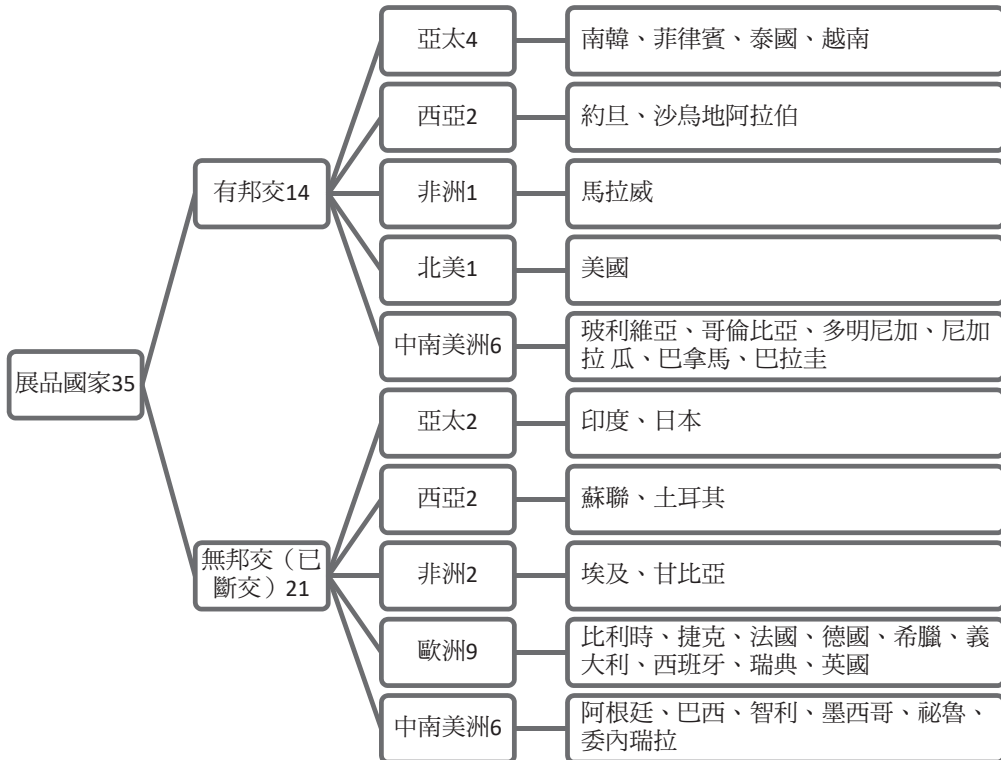 展品國家35
有邦交14
亞太4
南韓、菲律賓、泰國、越南
西亞2
約旦、沙烏地阿拉伯
非洲1
馬拉威
北美1
美國
中南美洲6
玻利維亞、哥倫比亞、多明尼加、尼加
拉 瓜、巴拿馬、巴拉圭
無邦交（已
斷交）21
亞太2
印度、日本
西亞2
蘇聯、土耳其
非洲2
埃及、甘比亞
歐洲9
比利時、捷克、法國、德國、希臘、義
大利、西班牙、瑞典、英國
中南美洲6
阿根廷、巴西、智利、墨西哥、祕魯、
委內瑞拉